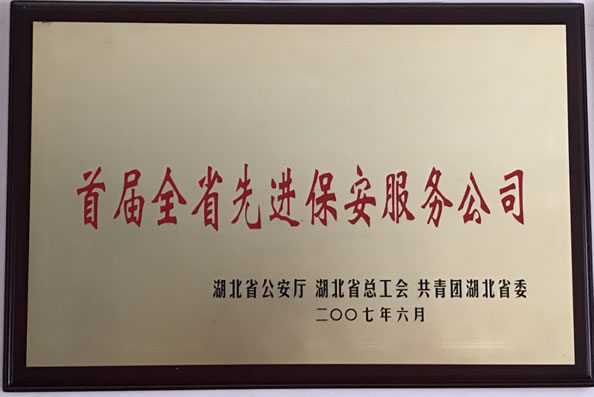 首届全省先进保安服务公司
湖北省公安厅 湖北省总工会 共青团湖北省委
二〇〇七年六月